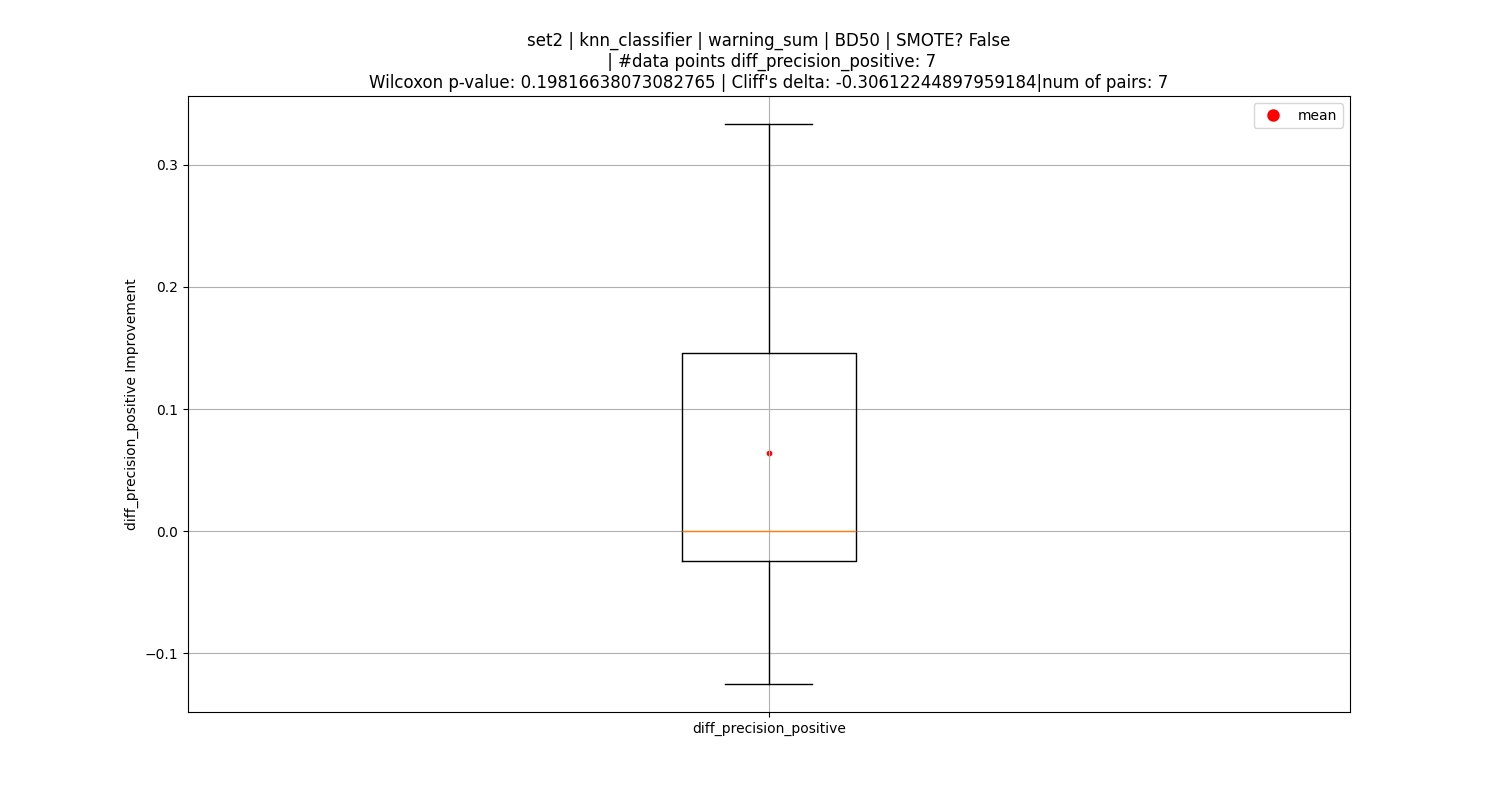 set2 | knn_classifier | warning_sum | BD50 | SMOTE? False
| #data points diff_precision_positive: 7
Wilcoxon p-value: 0.19816638073082765 | Cliff's delta: -0.30612244897959184|num of pairs: 7
mean
0.3
0.2
0.1
0.0
−0.1
diff_precision_positive Improvement
diff_precision_positive